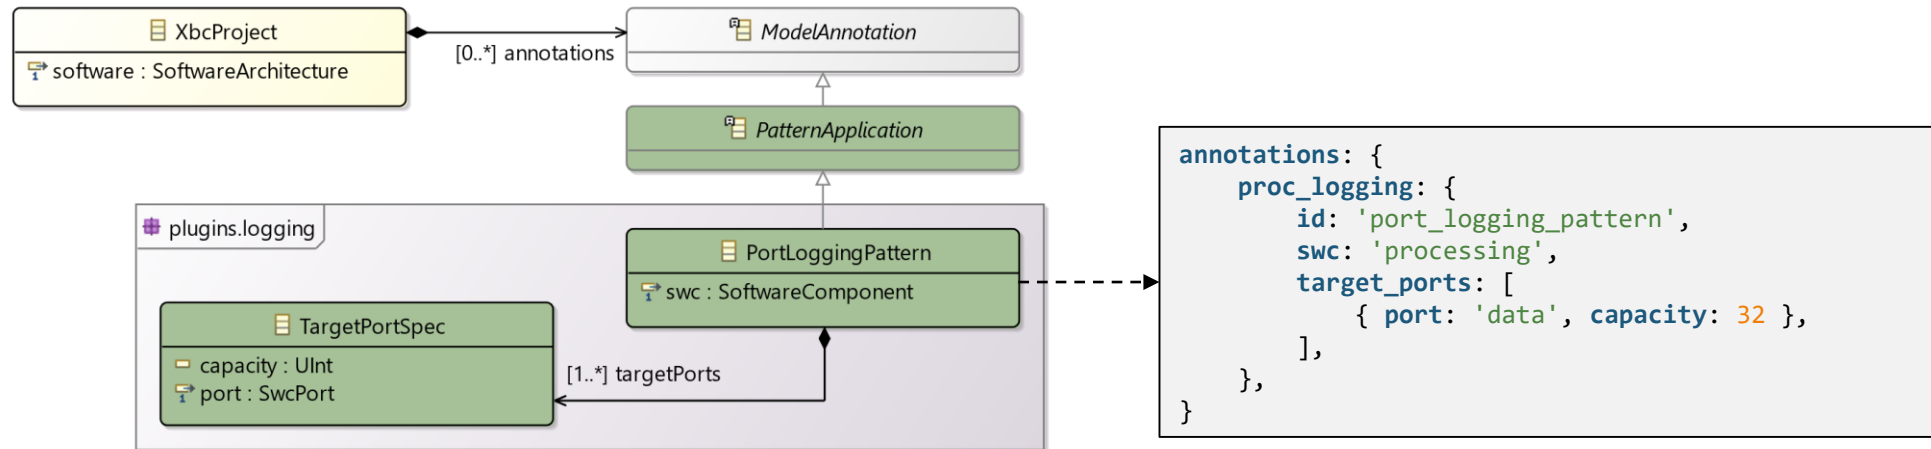 XbcProject
software : SoftwareArchitecture
[0..*] annotations
ModelAnnotation
PatternApplication
plugins.logging
PortLoggingPattern
swc : SoftwareComponent
TargetPortSpec
capacity : UInt
port : SwcPort
[1..*] targetPorts
annotations: {
    proc_logging: {
        id: 'port_logging_pattern',
        swc: 'processing',
        target_ports: [
            { port: 'data', capacity: 32 },
        ],
    },
}